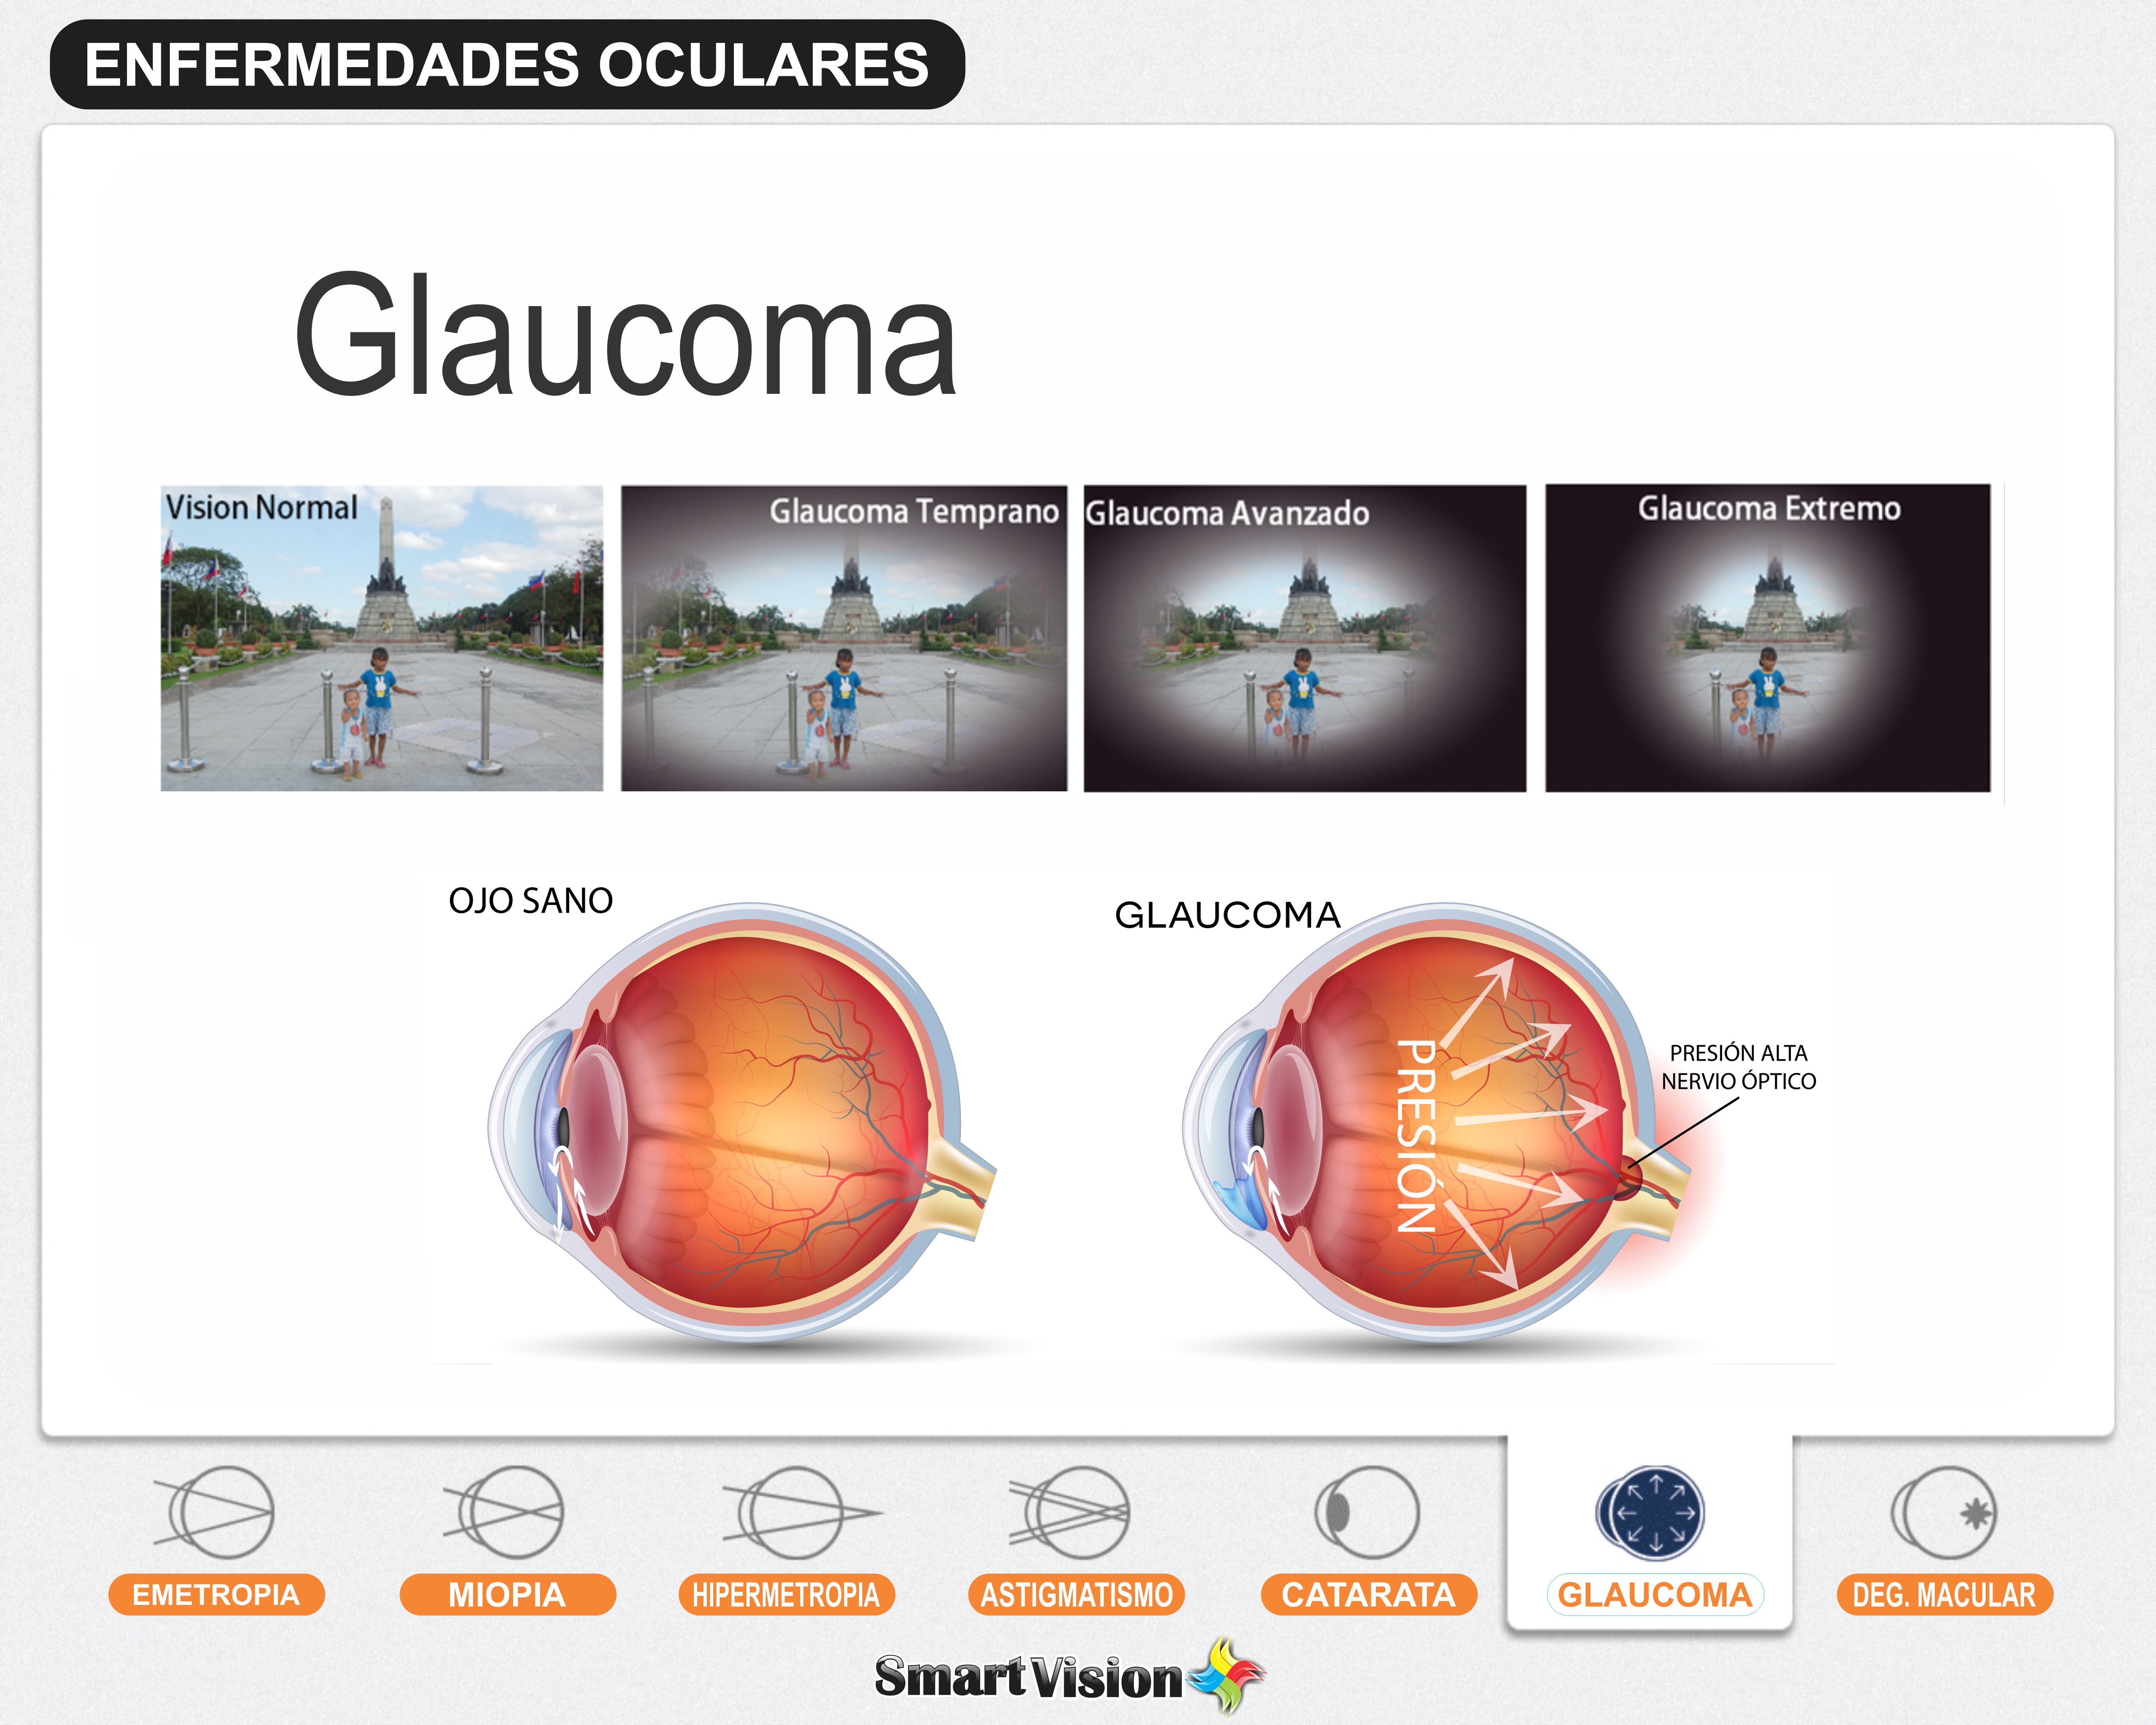 ENFERMEDADES OCULARES
Glaucoma
Vision Normal
Glaucoma Temprano
Glaucoma Avanzado
Glaucoma Extremo
OJO SANO
GLAUCOMA
PRESIÓN
PRESIÓN ALTA
NERVIO ÓPTICO
EMETROPIA
MIOPIA
HIPERMETROPIA
ASTIGMATISMO
CATARATA
GLAUCOMA
DEG. MACULAR
Smart Vision